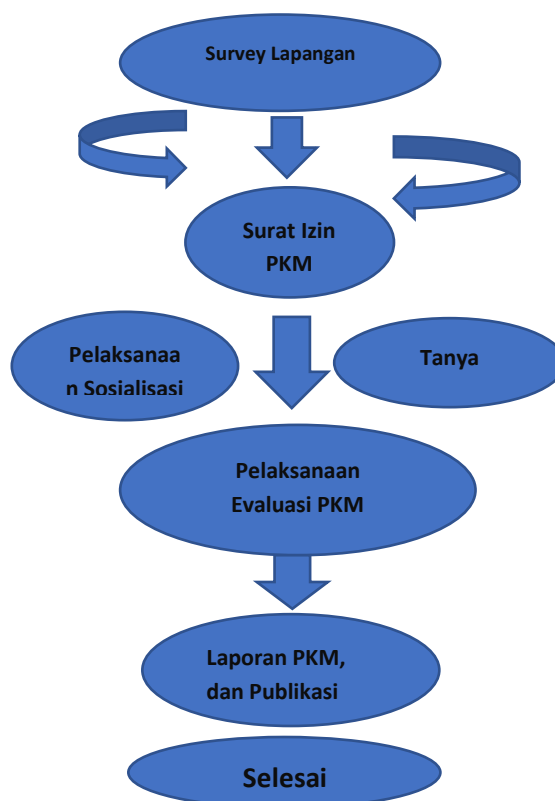 Survey Lapangan
Surat Izin
PKM
Pelaksanaa
n Sosialisasi
Tanya
Pelaksanaan
Evaluasi PKM
Laporan PKM,
dan Publikasi
Selesai